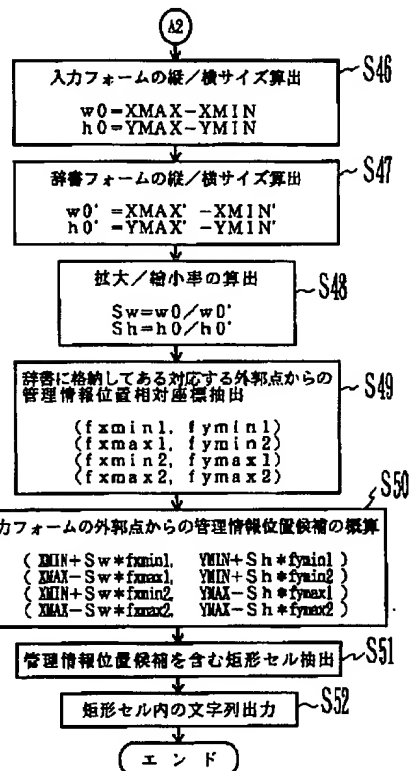 A2
S46
入力フォームの縦／横サイズ算出
w0=XMAX-XMIN
h0=YMAX-YMIN
S47
辞書フォームの縦／横サイズ算出
w0'=XMAX'-XMIN'
h0'=YMAX'-YMIN'
S48
拡大／縮小率の算出
Sw=w0/w0'
Sh=h0/h0'
S49
辞書に格納してある対応する外郭点からの
管理情報位置相対座標抽出
(fxmin1, fymin1)
(fxmax1, fymin2)
(fxmin2, fymax1)
(fxmax2, fymax2)
S50
力フォームの外郭点からの管理情報位置候補の概算
(XMIN+Sw*fxmin1, YMIN+Sh*fymin1)
(XMAX-Sw*fxmax1, YMIN+Sh*fymin2)
(XMIN+Sw*fxmin2, YMAX-Sh*fymax1)
(XMAX-Sw*fxmax2, YMAX-Sh*fymax2)
管理情報位置候補を含む矩形セル抽出 S51
矩形セル内の文字列出力 S52
エンド